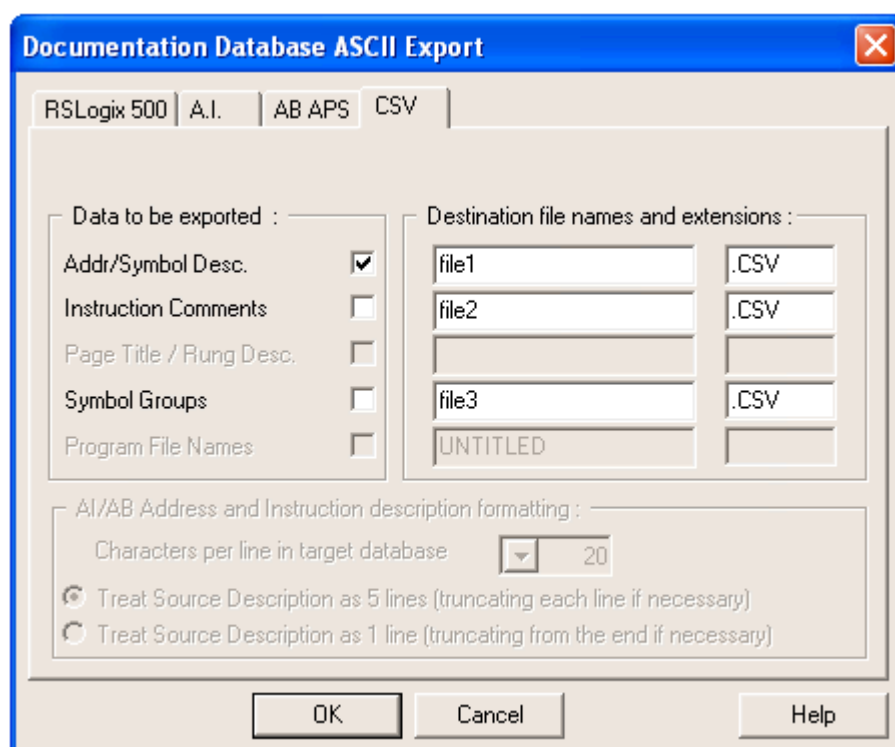 Documentation Database ASCII Export
RSLogix 500 A.I. AB APS CSV
Data to be exported : Destination file names and extensions :
Addr/Symbol Desc. file1 .CSV
Instruction Comments file2 .CSV
Page Title / Rung Desc.
Symbol Groups file3 .CSV
Program File Names UNTITLED
AI/AB Address and Instruction description formatting :
Characters per line in target database 20
Treat Source Description as 5 lines (truncating each line if necessary)
Treat Source Description as 1 line (truncating from the end if necessary)
OK Cancel Help